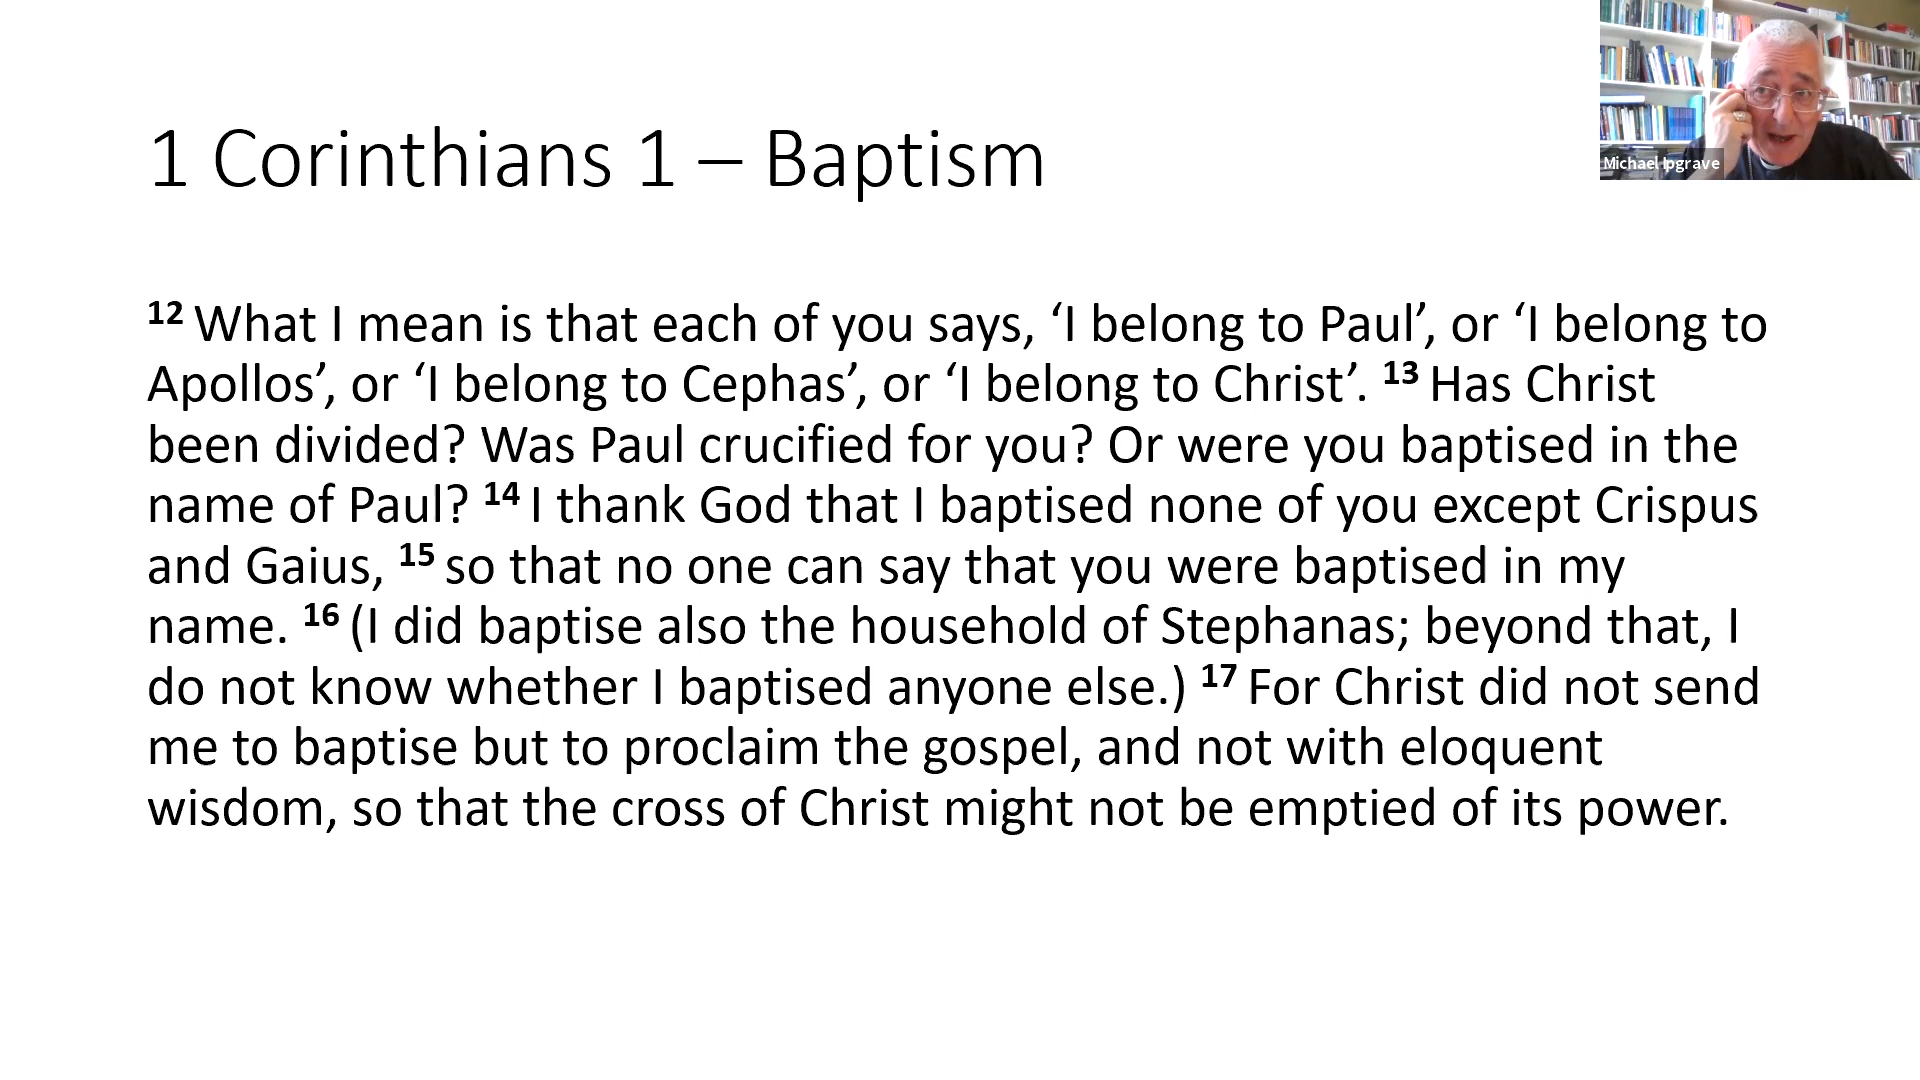 1 Corinthians 1 – Baptism
Michael Ipgrave
12 What I mean is that each of you says, ‘I belong to Paul’, or ‘I belong to
Apollos’, or ‘I belong to Cephas’, or ‘I belong to Christ’. 13 Has Christ
been divided? Was Paul crucified for you? Or were you baptised in the
name of Paul? 14 I thank God that I baptised none of you except Crispus
and Gaius, 15 so that no one can say that you were baptised in my
name. 16 (I did baptise also the household of Stephanas; beyond that, I
do not know whether I baptised anyone else.) 17 For Christ did not send
me to baptise but to proclaim the gospel, and not with eloquent
wisdom, so that the cross of Christ might not be emptied of its power.